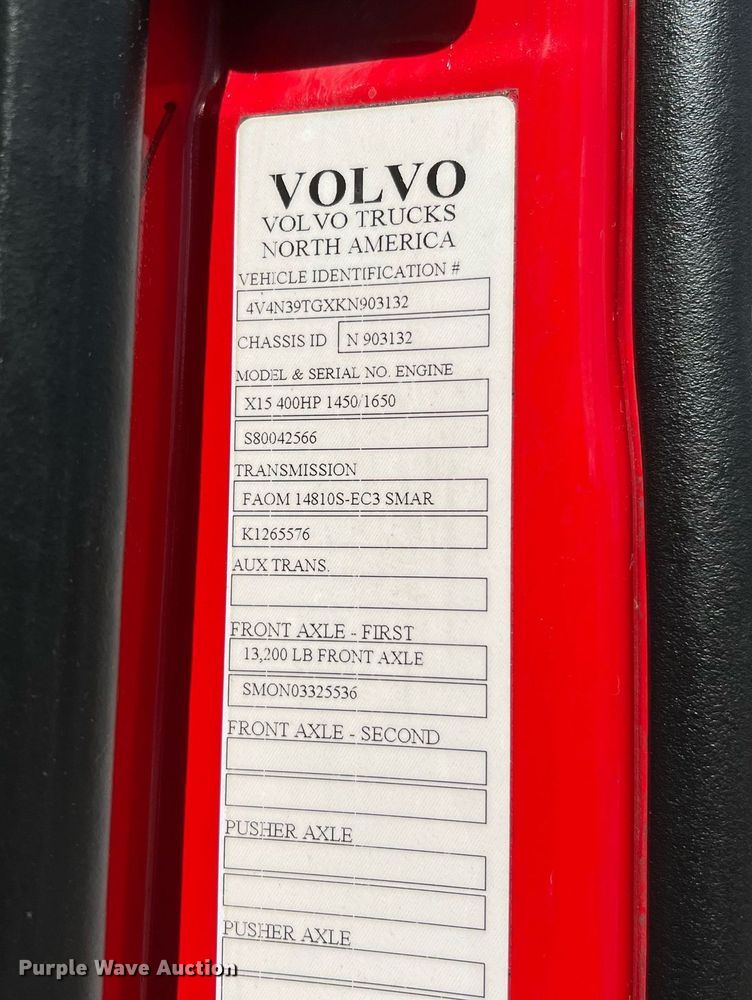 VOLVO
VOLVO TRUCKS
NORTH AMERICA
VEHICLE IDENTIFICATION #
4V4N39TGXKN903132
CHASSIS ID N 903132
MODEL & SERIAL NO. ENGINE
X15 400HP 1450/1650
S80042566
TRANSMISSION
FAOM 14810S-EC3 SMAR
K1265576
AUX TRANS.
FRONT AXLE - FIRST
13,200 LB FRONT AXLE
SMON03325536
FRONT AXLE - SECOND
PUSHER AXLE
PUSHER AXLE
Purple Wave Auction